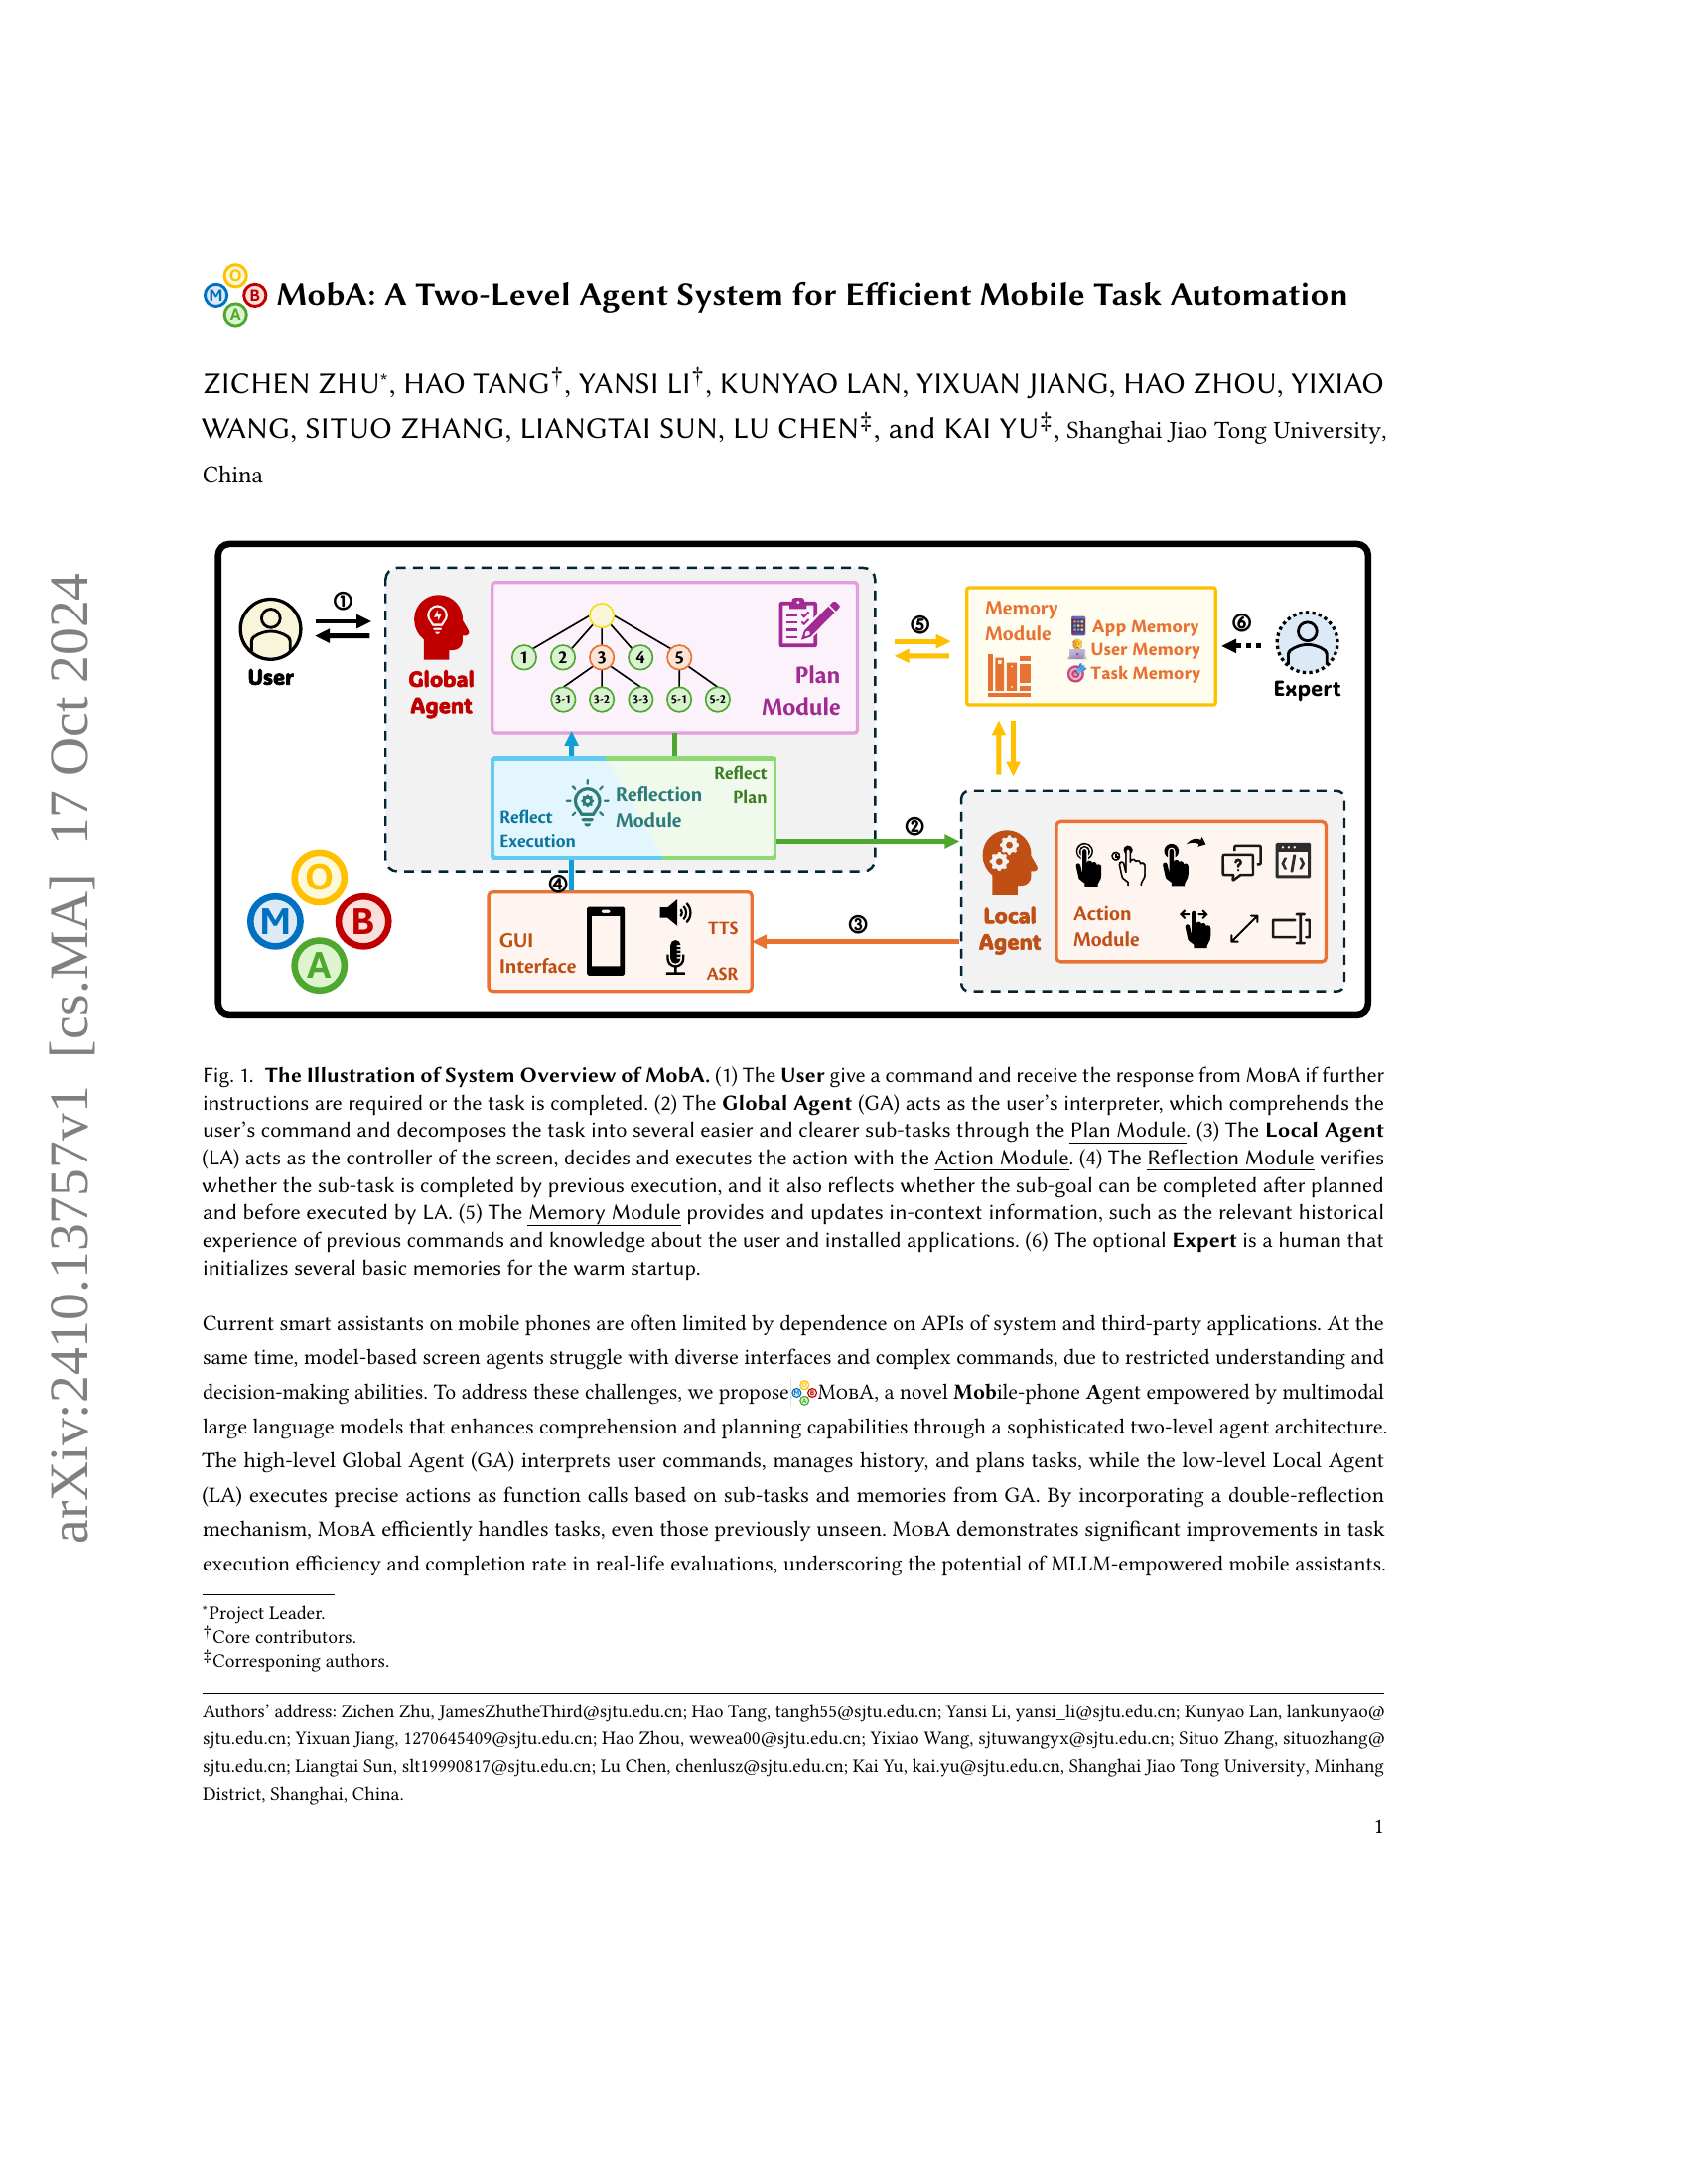 arXiv:2410.13757v1 [cs.MA] 17 Oct 2024
O
M B
A
MobA: A Two-Level Agent System for Efficient Mobile Task Automation
ZICHEN ZHU*, HAO TANG†, YANSI LI†, KUNYAO LAN, YIXUAN JIANG, HAO ZHOU, YIXIAO
WANG, SITUO ZHANG, LIANGTAI SUN, LU CHEN‡, and KAI YU‡, Shanghai Jiao Tong University,
China
①
User
Global
Agent
1 2 3 4 5
3-1 3-2 3-3 5-1 5-2
Plan
Module
Reflect
Execution
Reflection
Module
Reflect
Plan
⑤
Memory
Module
App Memory
User Memory
Task Memory
⑥
Expert
②
Local
Agent
Action
Module
③
④
GUI
Interface
TTS
ASR
O
M B
A
Fig. 1. The Illustration of System Overview of MobA. (1) The User give a command and receive the response from MobA if further
instructions are required or the task is completed. (2) The Global Agent (GA) acts as the user's interpreter, which comprehends the
user's command and decomposes the task into several easier and clearer sub-tasks through the Plan Module. (3) The Local Agent
(LA) acts as the controller of the screen, decides and executes the action with the Action Module. (4) The Reflection Module verifies
whether the sub-task is completed by previous execution, and it also reflects whether the sub-goal can be completed after planned
and before executed by LA. (5) The Memory Module provides and updates in-context information, such as the relevant historical
experience of previous commands and knowledge about the user and installed applications. (6) The optional Expert is a human that
initializes several basic memories for the warm startup.
Current smart assistants on mobile phones are often limited by dependence on APIs of system and third-party applications. At the
same time, model-based screen agents struggle with diverse interfaces and complex commands, due to restricted understanding and
decision-making abilities. To address these challenges, we propose MobA, a novel Mobile-phone Agent empowered by multimodal
large language models that enhances comprehension and planning capabilities through a sophisticated two-level agent architecture.
The high-level Global Agent (GA) interprets user commands, manages history, and plans tasks, while the low-level Local Agent
(LA) executes precise actions as function calls based on sub-tasks and memories from GA. By incorporating a double-reflection
mechanism, MobA efficiently handles tasks, even those previously unseen. MobA demonstrates significant improvements in task
execution efficiency and completion rate in real-life evaluations, underscoring the potential of MLLM-empowered mobile assistants.
*Project Leader.
†Core contributors.
‡Corresponing authors.
Authors' address: Zichen Zhu, JamesZhutheThird@sjtu.edu.cn; Hao Tang, tangh55@sjtu.edu.cn; Yansi Li, yansi_li@sjtu.edu.cn; Kunyao Lan, lankunyao@
sjtu.edu.cn; Yixuan Jiang, 1270645409@sjtu.edu.cn; Hao Zhou, wewea00@sjtu.edu.cn; Yixiao Wang, sjtuwangyx@sjtu.edu.cn; Situo Zhang, situozhang@
sjtu.edu.cn; Liangtai Sun, slt19990817@sjtu.edu.cn; Lu Chen, chenlusz@sjtu.edu.cn; Kai Yu, kai.yu@sjtu.edu.cn, Shanghai Jiao Tong University, Minhang
District, Shanghai, China.
1